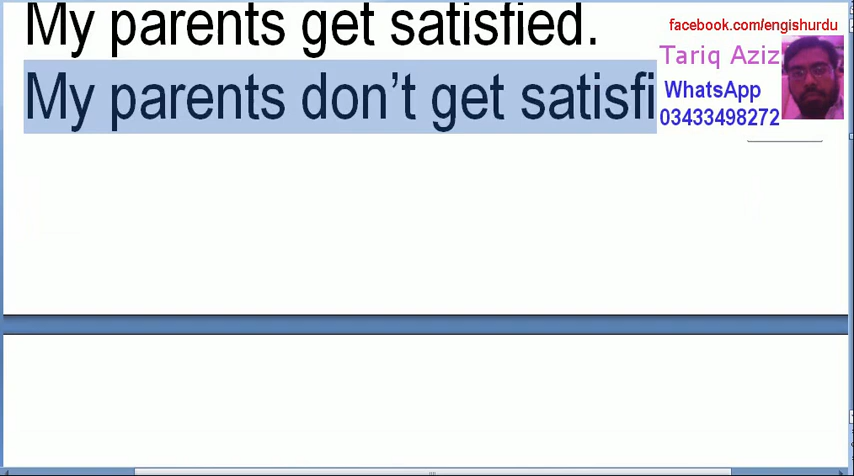 My parents get satisfied.
My parents don't get satisfi
facebook.com/engishurdu
Tariq Aziz
WhatsApp
03433498272